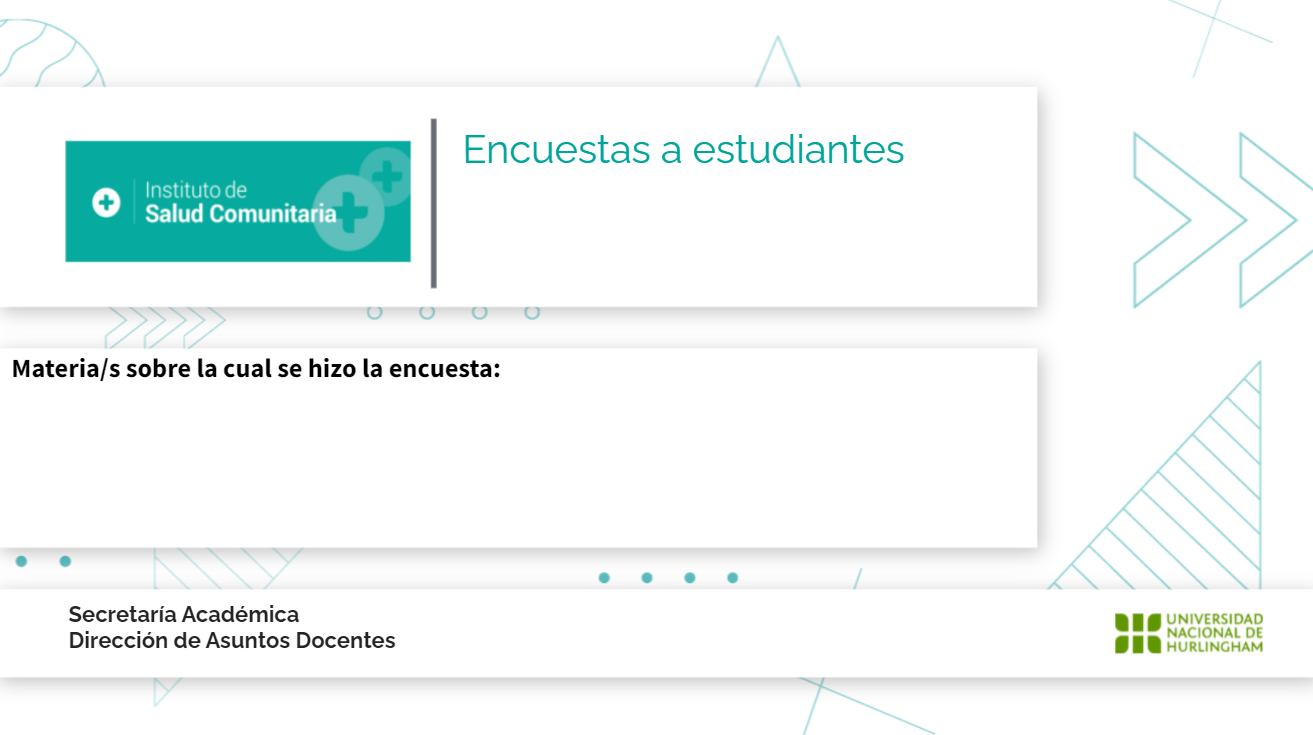 Encuestas a estudiantes
Instituto de
Salud Comunitaria
Materia/s sobre la cual se hizo la encuesta:
Secretaría Académica
Dirección de Asuntos Docentes
UNIVERSIDAD
NACIONAL DE
HURLINGHAM